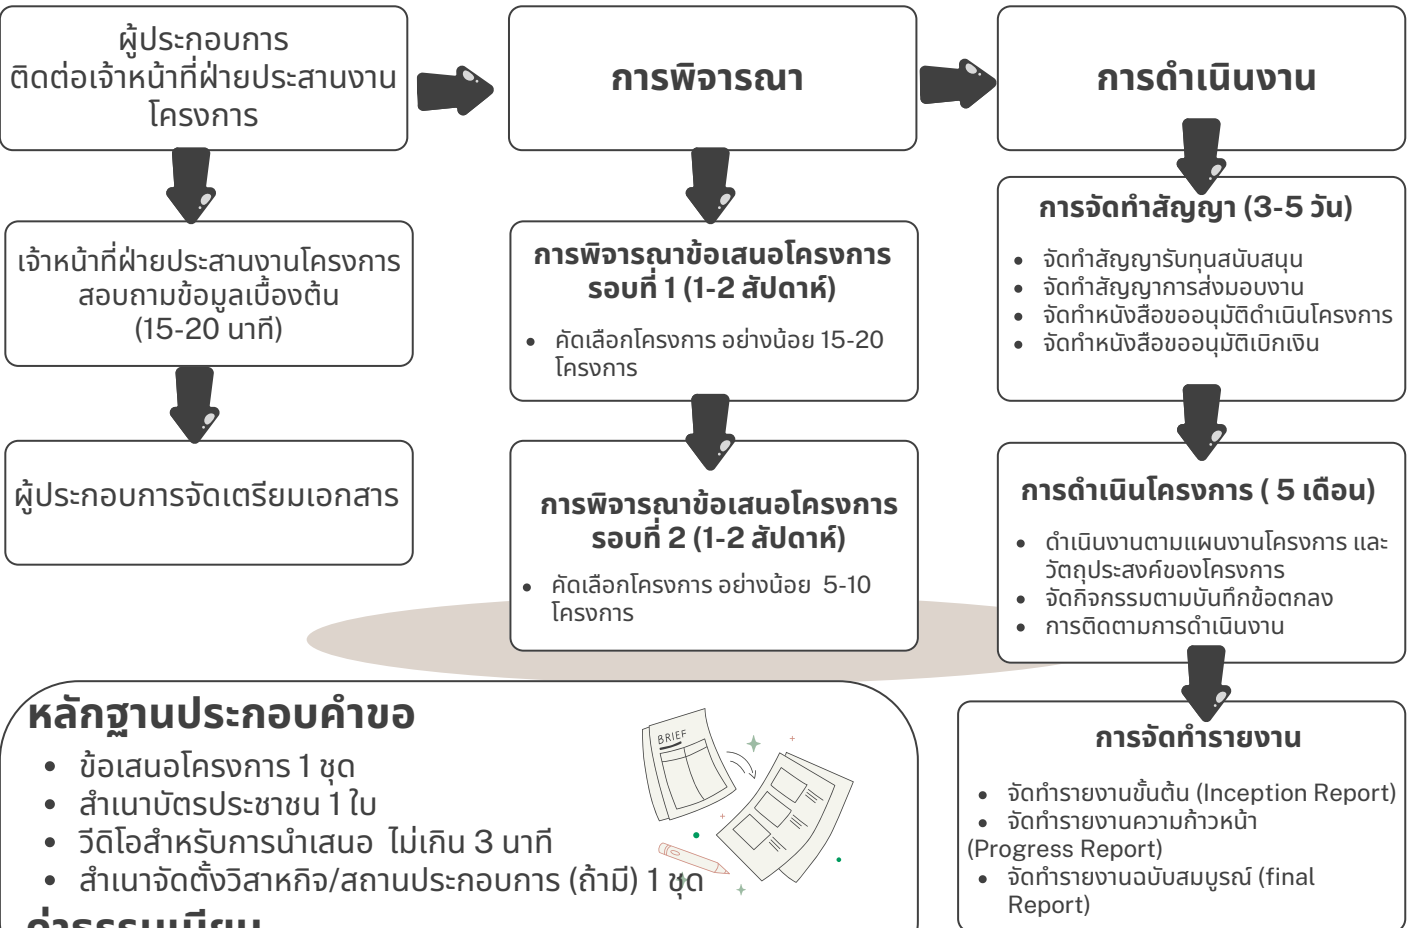 ผู้ประกอบการ
ติดต่อเจ้าหน้าที่ฝ่ายประสานงาน
โครงการ
เจ้าหน้าที่ฝ่ายประสานงานโครงการ
สอบถามข้อมูลเบื้องต้น
(15-20 นาที)
ผู้ประกอบการจัดเตรียมเอกสาร
การพิจารณา
การพิจารณาข้อเสนอโครงการ
รอบที่ 1 (1-2 สัปดาห์)
• คัดเลือกโครงการ อย่างน้อย 15-20
โครงการ
การพิจารณาข้อเสนอโครงการ
รอบที่ 2 (1-2 สัปดาห์)
• คัดเลือกโครงการ อย่างน้อย 5-10
โครงการ
การดำเนินงาน
การจัดทำสัญญา (3-5 วัน)
• จัดทำสัญญารับทุนสนับสนุน
• จัดทำสัญญาการส่งมอบงาน
• จัดทำหนังสือขออนุมัติดำเนินโครงการ
• จัดทำหนังสือขออนุมัติเบิกเงิน
การดำเนินโครงการ ( 5 เดือน)
• ดำเนินงานตามแผนงานโครงการ และ
วัตถุประสงค์ของโครงการ
• จัดกิจกรรมตามบันทึกข้อตกลง
• การติดตามการดำเนินงาน
การจัดทำรายงาน
• จัดทำรายงานขั้นต้น (Inception Report)
• จัดทำรายงานความก้าวหน้า
(Progress Report)
• จัดทำรายงานฉบับสมบูรณ์ (final
Report)
หลักฐานประกอบคำขอ
• ข้อเสนอโครงการ 1 ชุด
• สำเนาบัตรประชาชน 1 ใบ
• วีดิโอสำหรับการนำเสนอ ไม่เกิน 3 นาที
• สำเนาจัดตั้งวิสาหกิจ/สถานประกอบการ (ถ้ามี) 1 ชุด
BRIEF
ค่าธรรมเนียม